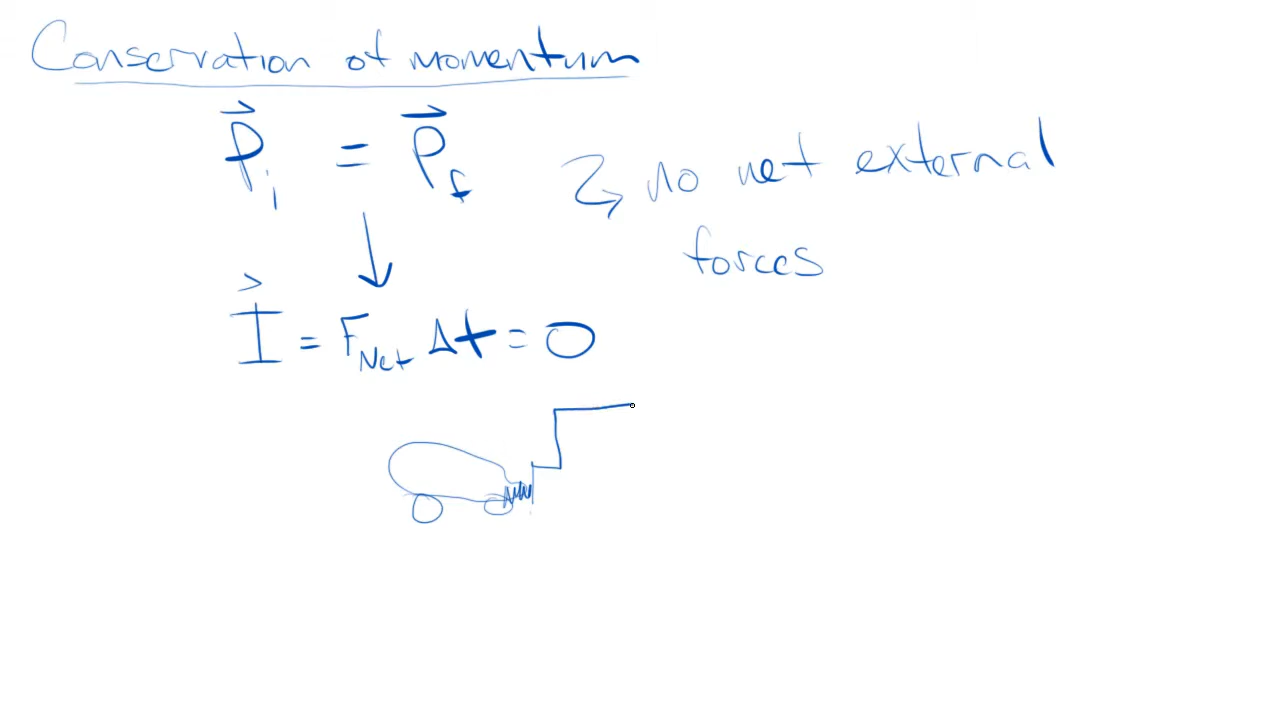 Conservation of momentum
P⃗i = P⃗f
↳ no net external
forces
↓
I⃗ = FNet Δt = 0